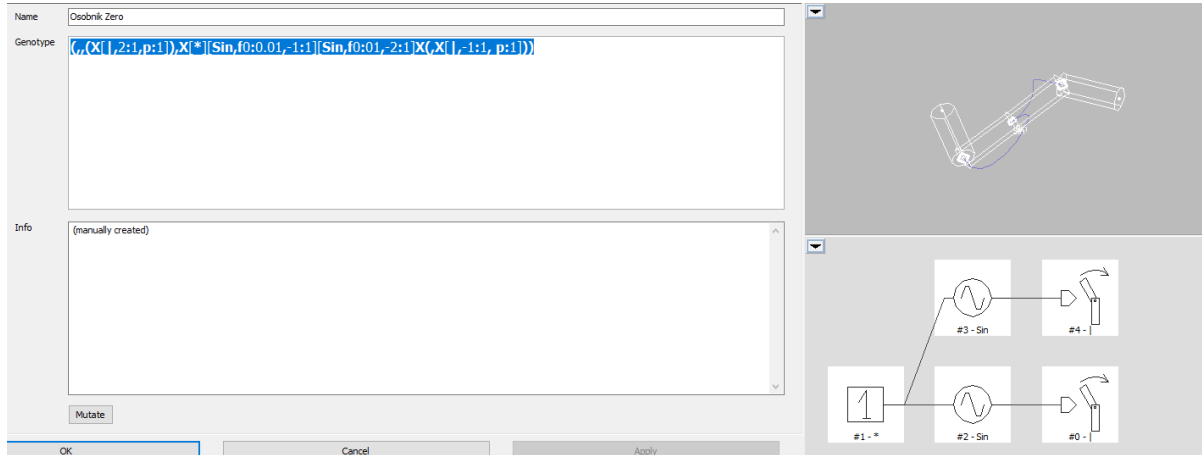 Name
Osobnik Zero
Genotype
(,,(X[|,2:1,p:1]),X[*][Sin,f0:0.01,-1:1][Sin,f0:01,-2:1]X(,X[|,-1:1, p:1]))
Info
(manually created)
Mutate
OK
Cancel
Apply
#3 - Sin
#4 - |
1
#1 - *
#2 - Sin
#0 - |